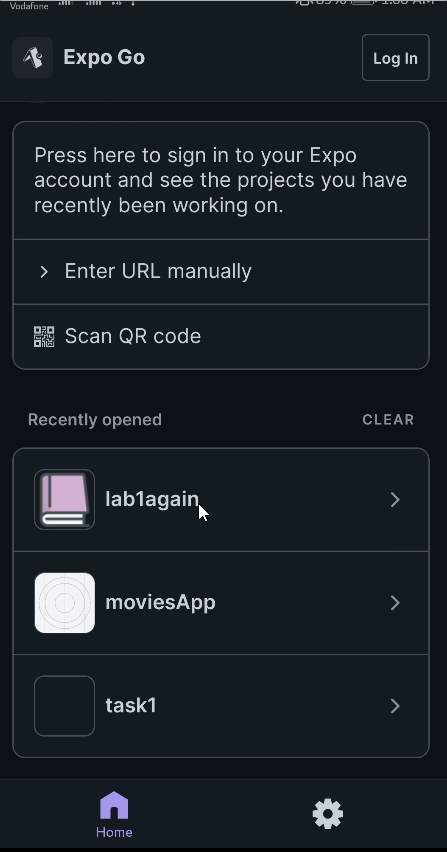 Vodafone
Expo Go
Log In
Press here to sign in to your Expo
account and see the projects you have
recently been working on.
Enter URL manually
Scan QR code
Recently opened
CLEAR
lab1again
moviesApp
task1
Home